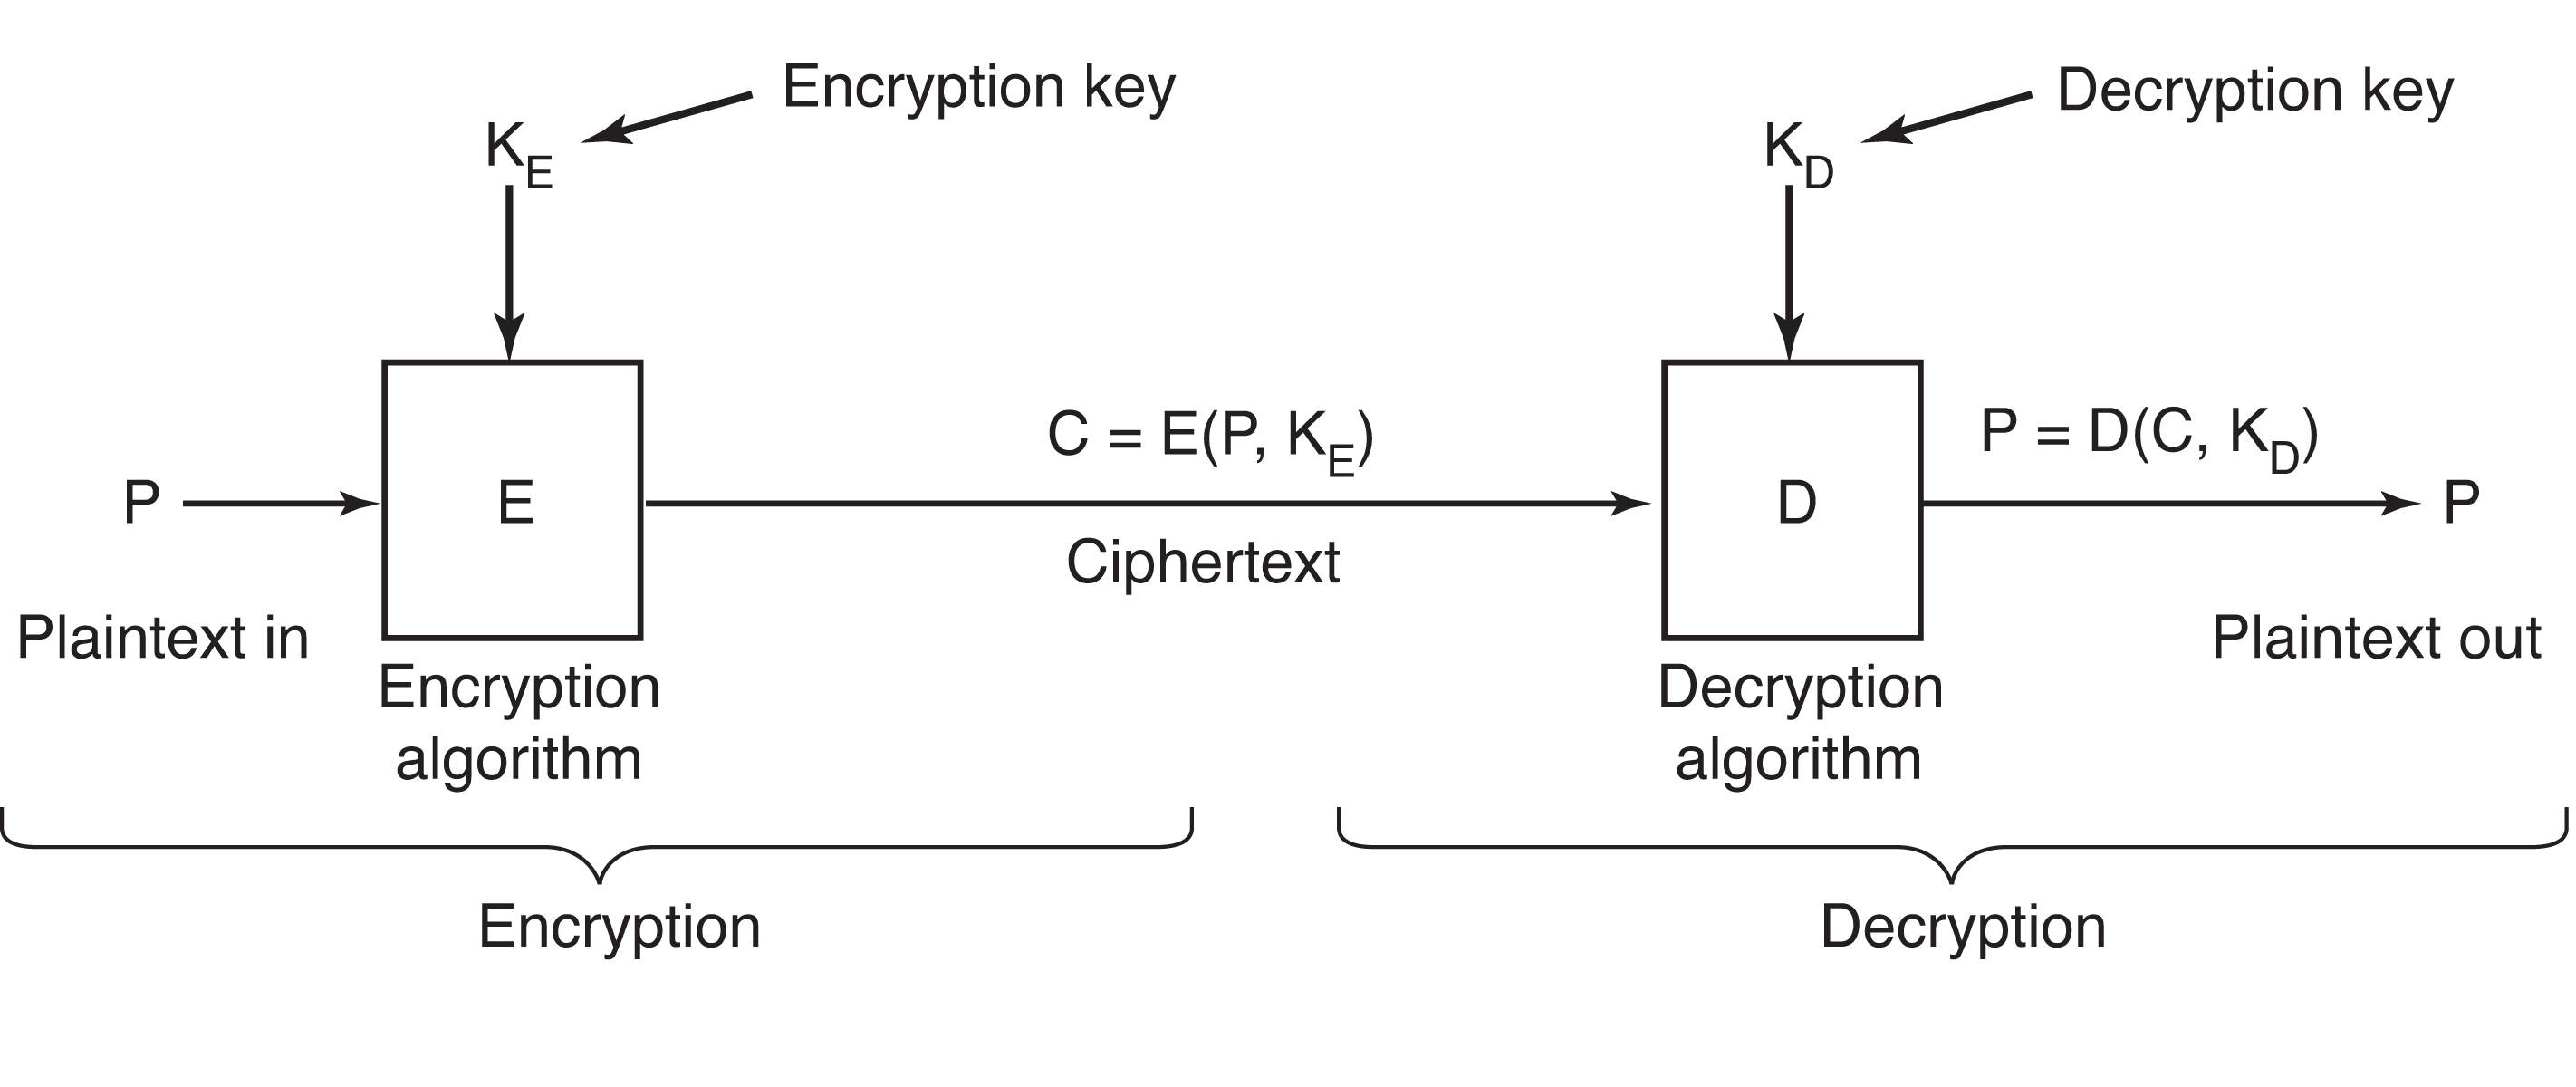 Encryption key
K_E
Decryption key
K_D
C = E(P, K_E)
P = D(C, K_D)
P
E
D
P
Ciphertext
Plaintext in
Plaintext out
Encryption
algorithm
Decryption
algorithm
Encryption
Decryption